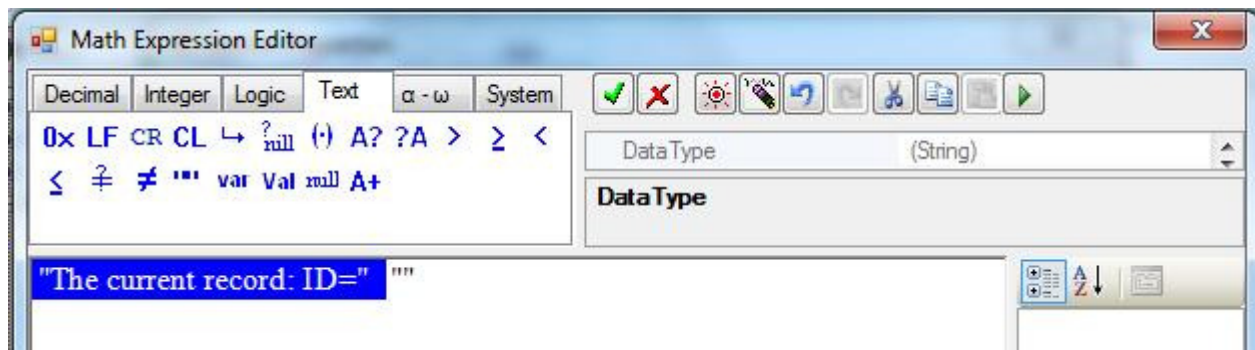 Math Expression Editor
Decimal Integer Logic Text α - ω System
0x LF CR CL ↵ ?null (·) A? ?A > ≥ <
≤ ≟ ≠ "" var Val null A+
DataType (String)
DataType
"The current record: ID=" ""
A
Z